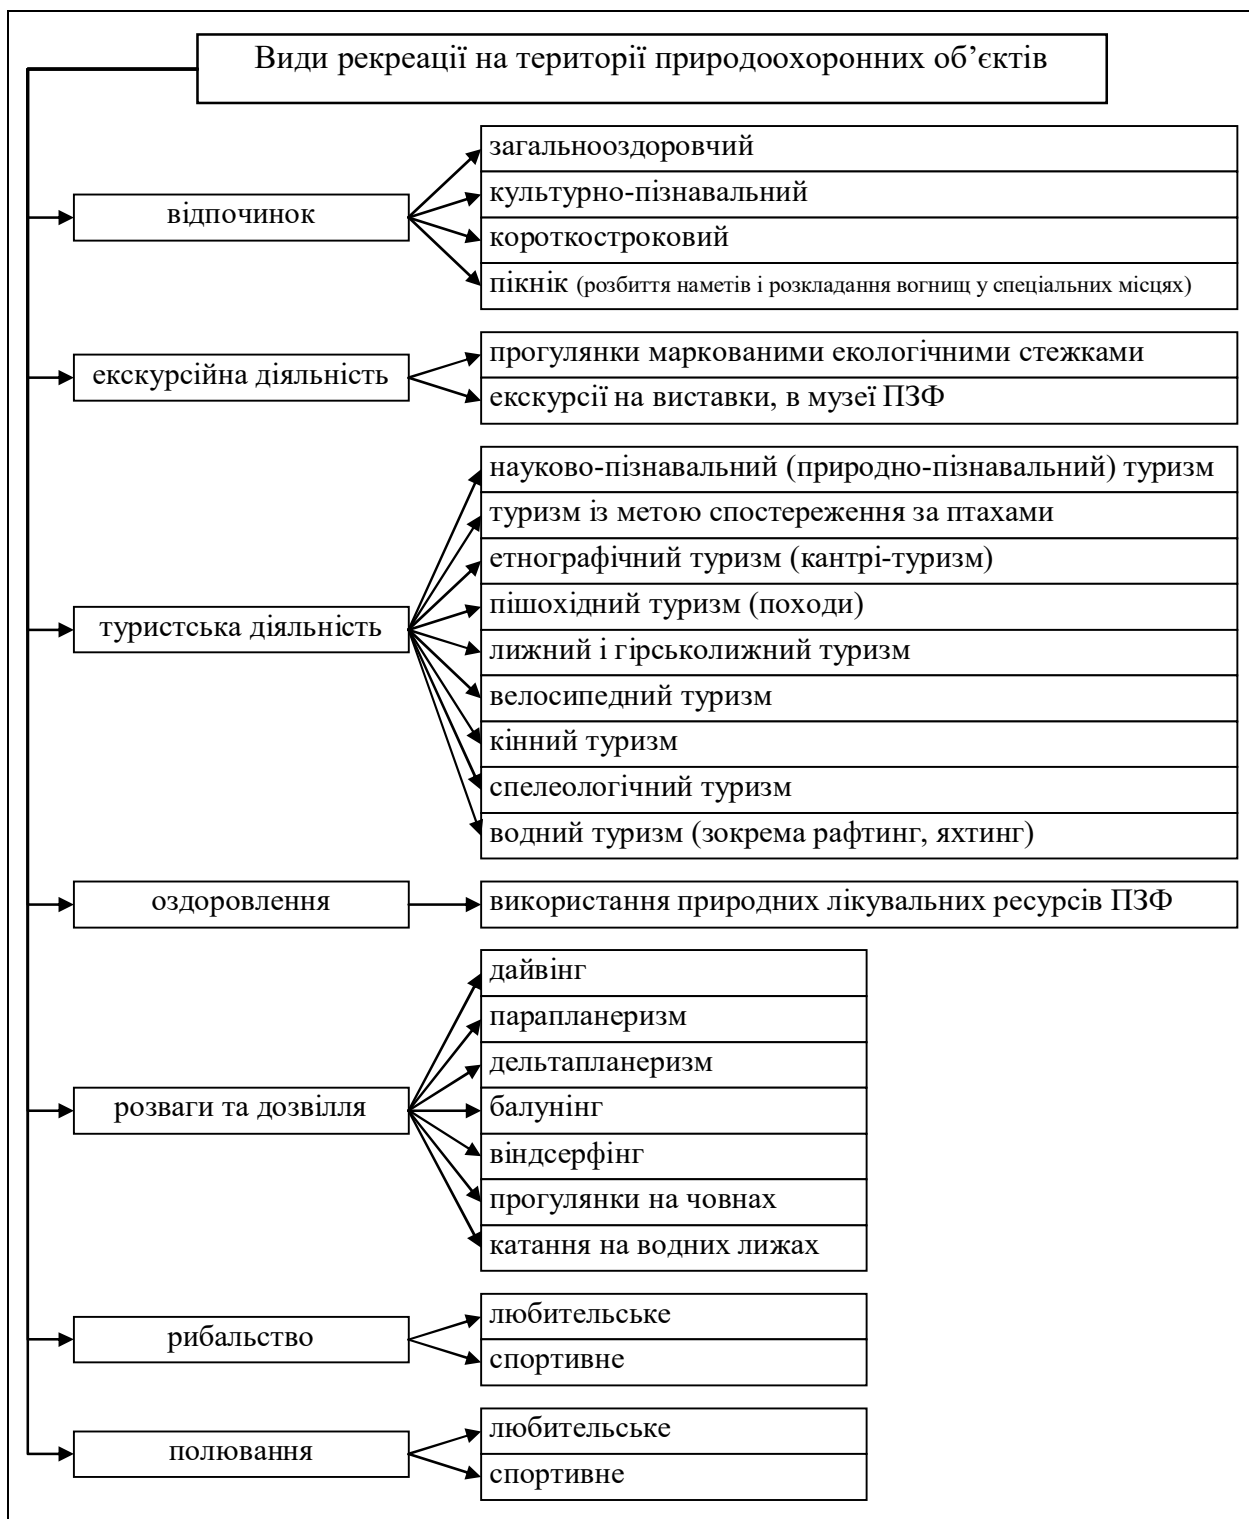 Види рекреації на території природоохоронних об’єктів
відпочинок
загальнооздоровчий
культурно-пізнавальний
короткостроковий
пікнік (розбиття наметів і розкладання вогнищ у спеціальних місцях)
екскурсійна діяльність
прогулянки маркованими екологічними стежками
екскурсії на виставки, в музеї ПЗФ
туристська діяльність
науково-пізнавальний (природно-пізнавальний) туризм
туризм із метою спостереження за птахами
етнографічний туризм (кантрі-туризм)
пішохідний туризм (походи)
лижний і гірськолижний туризм
велосипедний туризм
кінний туризм
спелеологічний туризм
водний туризм (зокрема рафтинг, яхтинг)
оздоровлення
використання природних лікувальних ресурсів ПЗФ
розваги та дозвілля
дайвінг
парапланеризм
дельтапланеризм
балунінг
віндсерфінг
прогулянки на човнах
катання на водних лижах
рибальство
любительське
спортивне
полювання
любительське
спортивне